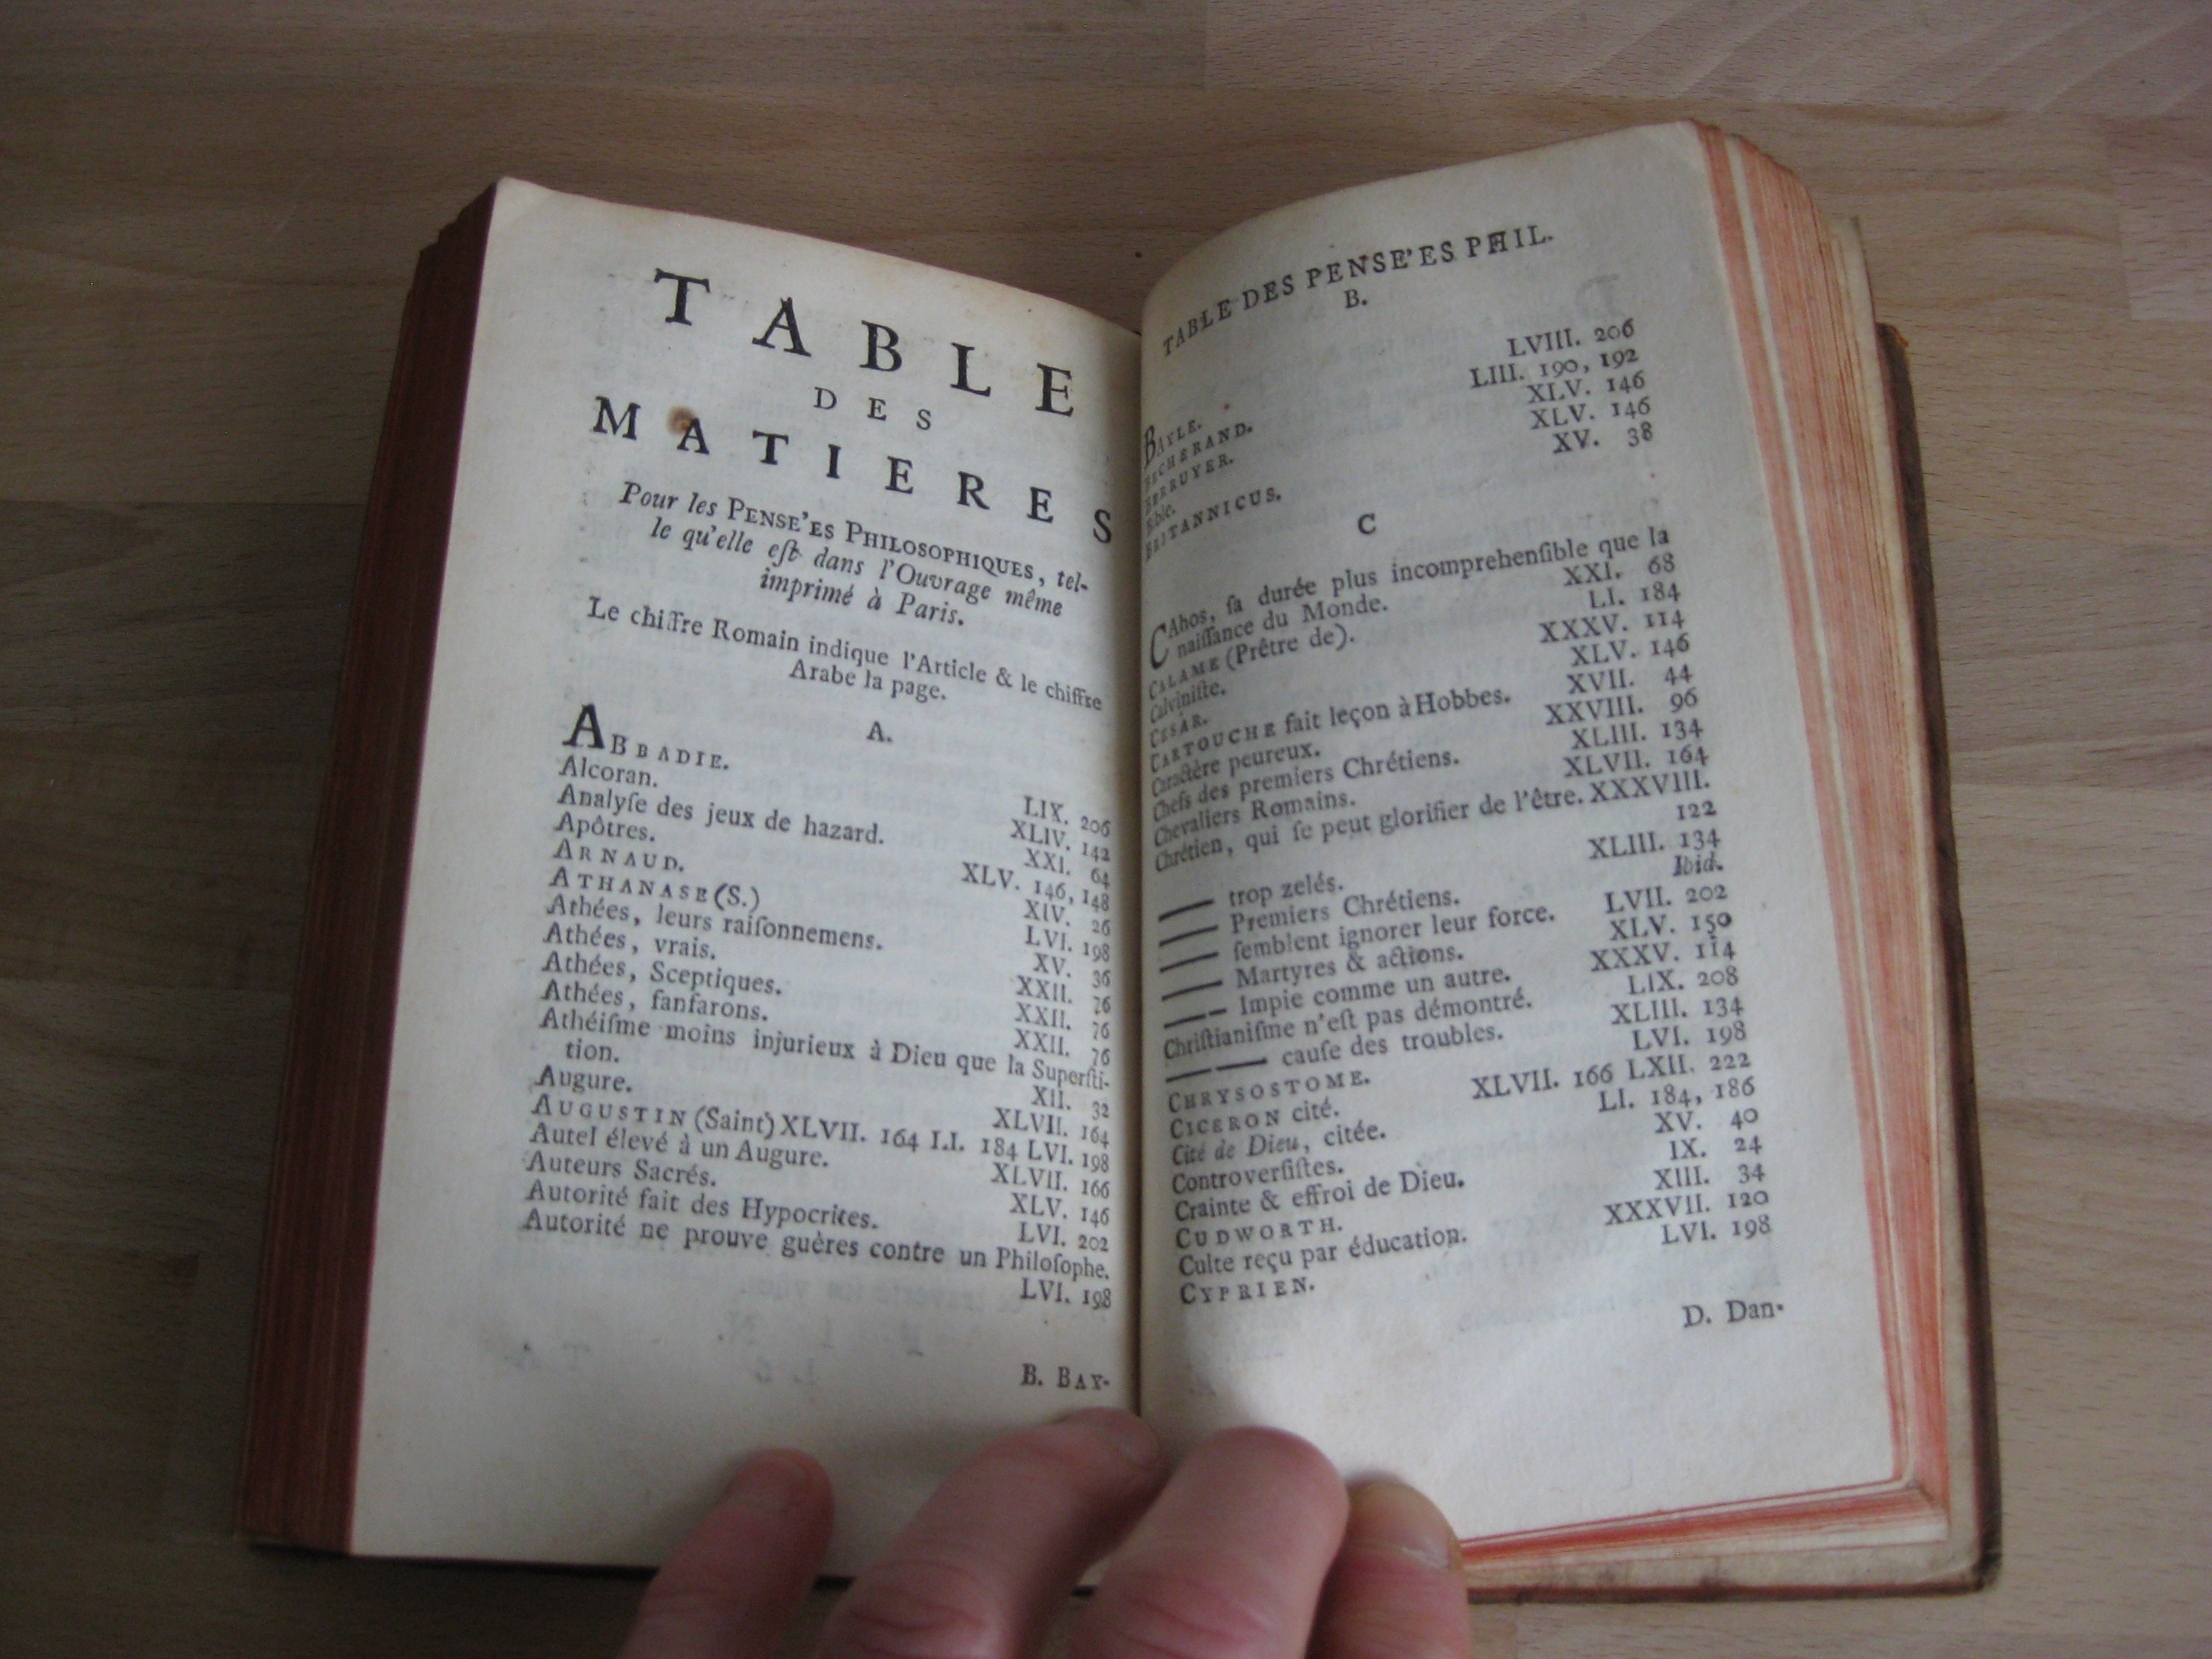 TABLE
DES
MATIERES
Pour les PENSE'ES PHILOSOPHIQUES, tel-
le qu'elle eſt dans l'Ouvrage même
imprimé à Paris.
Le chiffre Romain indique l'Article & le chiffre
Arabe la page.
A.
ABBADIE. LIX. 206
Alcoran. XLIV. 142
Analyſe des jeux de hazard. XXI. 64
Apôtres. XLV. 146, 148
ARNAUD. XIV. 26
ATHANASE (S.) LVI. 198
Athées, leurs raiſonnemens. XV. 36
Athées, vrais. XXII. 76
Athées, Sceptiques. XXII. 76
Athées, fanfarons. XXII. 76
Athéiſme moins injurieux à Dieu que la Superſti-
tion. XII. 32
Augure. XLVII. 164
AUGUSTIN (Saint) XLVII. 164 LI. 184 LVI. 198
Autel élevé à un Augure. XLVII. 166
Auteurs Sacrés. XLV. 146
Autorité fait des Hypocrites. LVI. 202
Autorité ne prouve guères contre un Philoſophe.
LVI. 198
B. BAY-
TABLE DES PENSE'ES PHIL.
B.
BAYLE. LVIII. 206
BECHERAND. LIII. 190, 192
BERRUYER. XLV. 146
Bible. XLV. 146
BRITANNICUS. XV. 38
C
CAhos, ſa durée plus incomprehenſible que la
naiſſance du Monde. XXI. 68
CALAME (Prêtre de). LI. 184
Calviniſte. XXXV. 114
CESAR. XLV. 146
CARTOUCHE fait leçon à Hobbes. XVII. 44
Caractère peureux. XXVIII. 96
Chefs des premiers Chrétiens. XLIII. 134
Chevaliers Romains. XLVII. 164
Chrétien, qui ſe peut glorifier de l'être. XXXVIII.
122
—— trop zelés. XLIII. 134
—— Premiers Chrétiens. Ibid.
—— ſemblent ignorer leur force. LVII. 202
—— Martyres & actions. XLV. 150
—— Impie comme un autre. XXXV. 114
Chriſtianiſme n'eſt pas démontré. LIX. 208
—— —— cauſe des troubles. XLIII. 134
CHRYSOSTOME. LVI. 198
CICERON cité. XLVII. 166 LXII. 222
Cité de Dieu, citée. LI. 184, 186
Controverſiſtes. XV. 40
Crainte & effroi de Dieu. IX. 24
CUDWORTH. XIII. 34
Culte reçu par éducation. XXXVII. 120
CYPRIEN. LVI. 198
D. Dan-